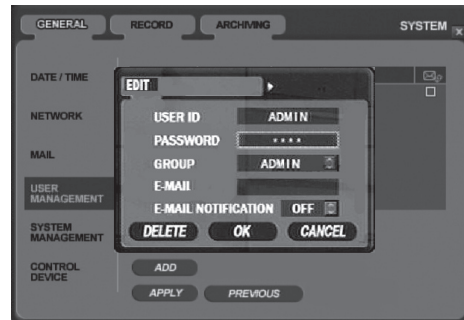 GENERAL RECORD ARCHIVING SYSTEM
DATE / TIME
NETWORK
MAIL
USER MANAGEMENT
SYSTEM MANAGEMENT
CONTROL DEVICE
EDIT
USER ID ADMIN
PASSWORD ****
GROUP ADMIN
E-MAIL
E-MAIL NOTIFICATION OFF
DELETE OK CANCEL
ADD
APPLY PREVIOUS